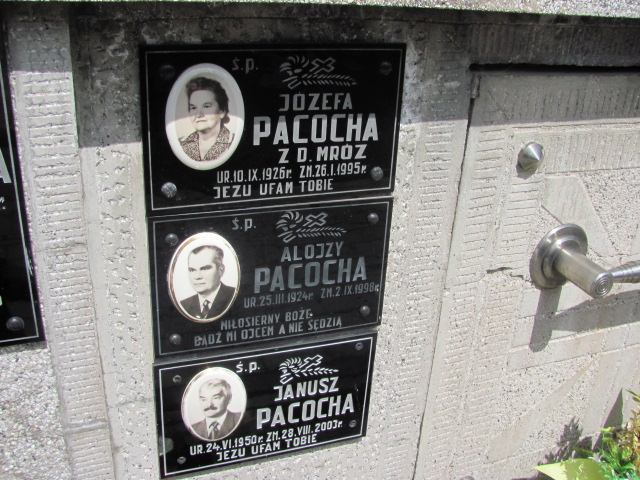 Ś.P.
JÓZEFA
PACOCHA
Z D. MRÓZ
UR.10.IX.1926r ZM.26.I.1995r.
JEZU UFAM TOBIE
Ś.P.
ALOJZY
PACOCHA
UR.25.III.1924r. ZM.2.IX.1998r.
MIŁOSIERNY BOŻE
BĄDŹ MI OJCEM A NIE SĘDZIĄ
Ś.P.
JANUSZ
PACOCHA
UR.24.VI.1950r. ZM.28.VIII.2003r.
JEZU UFAM TOBIE